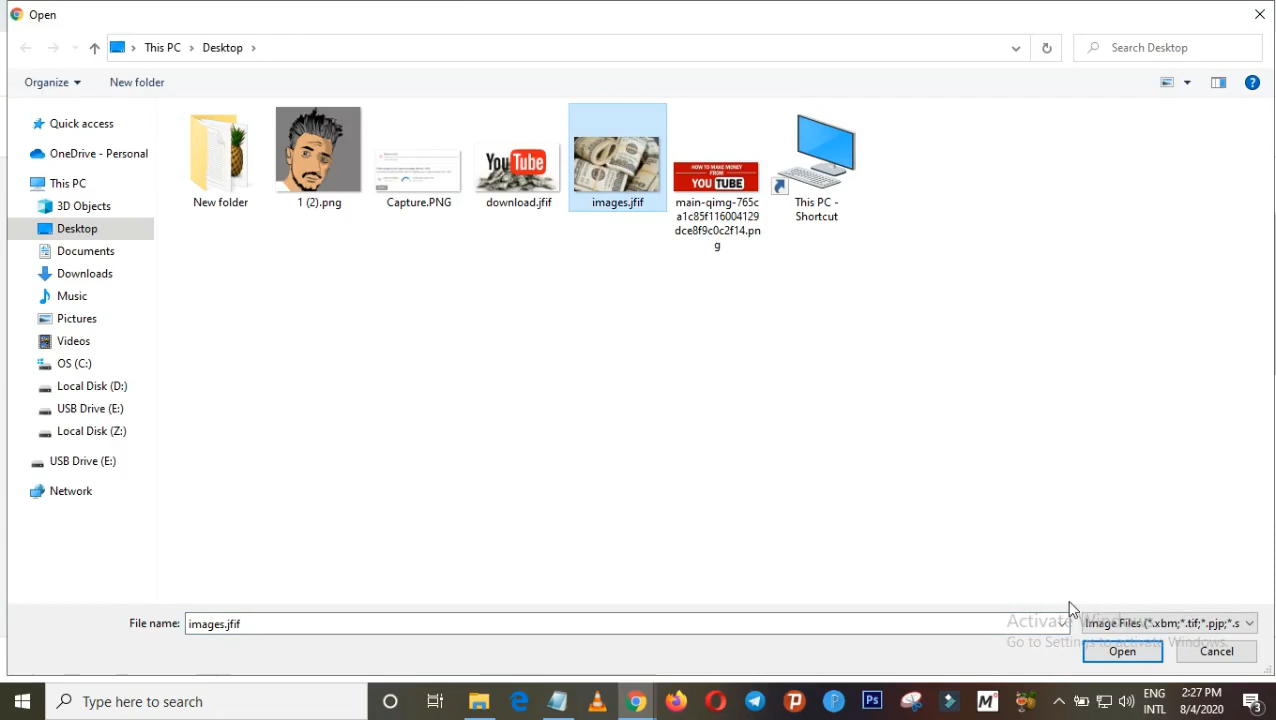 Open
This PC
Desktop
Search Desktop
Organize
New folder
Quick access
OneDrive - Personal
This PC
3D Objects
Desktop
Documents
Downloads
Music
Pictures
Videos
OS (C:)
Local Disk (D:)
USB Drive (E:)
Local Disk (Z:)
USB Drive (E:)
Network
New folder
1 (2).png
Capture.PNG
YouTube
download.jfif
images.jfif
HOW TO MAKE MONEY
FROM
YOU TUBE
main-qimg-765c
a1c85f116004129
dce8f9c0c2f14.pn
g
This PC -
Shortcut
File name:
images.jfif
Image Files (*.xbm;*.tif;*.pjp;*.s
Activate Windows
Go to Settings to activate Windows.
Open
Cancel
Type here to search
ENG
INTL
2:27 PM
8/4/2020
3